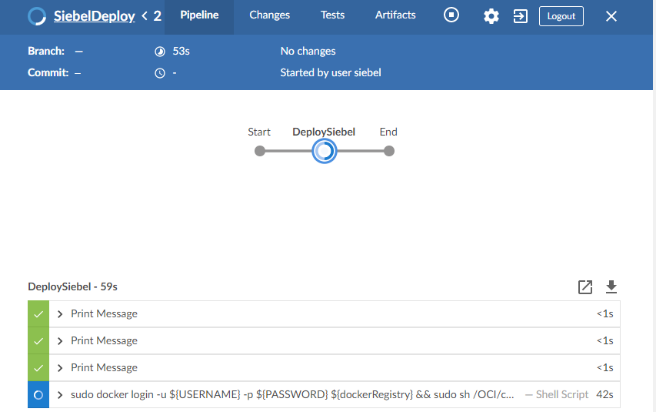 SiebelDeploy < 2 Pipeline Changes Tests Artifacts Logout
Branch: — 53s No changes
Commit: — - Started by user siebel
Start DeploySiebel End
DeploySiebel - 59s
Print Message <1s
Print Message <1s
Print Message <1s
sudo docker login -u ${USERNAME} -p ${PASSWORD} ${dockerRegistry} && sudo sh /OCI/c... — Shell Script 42s